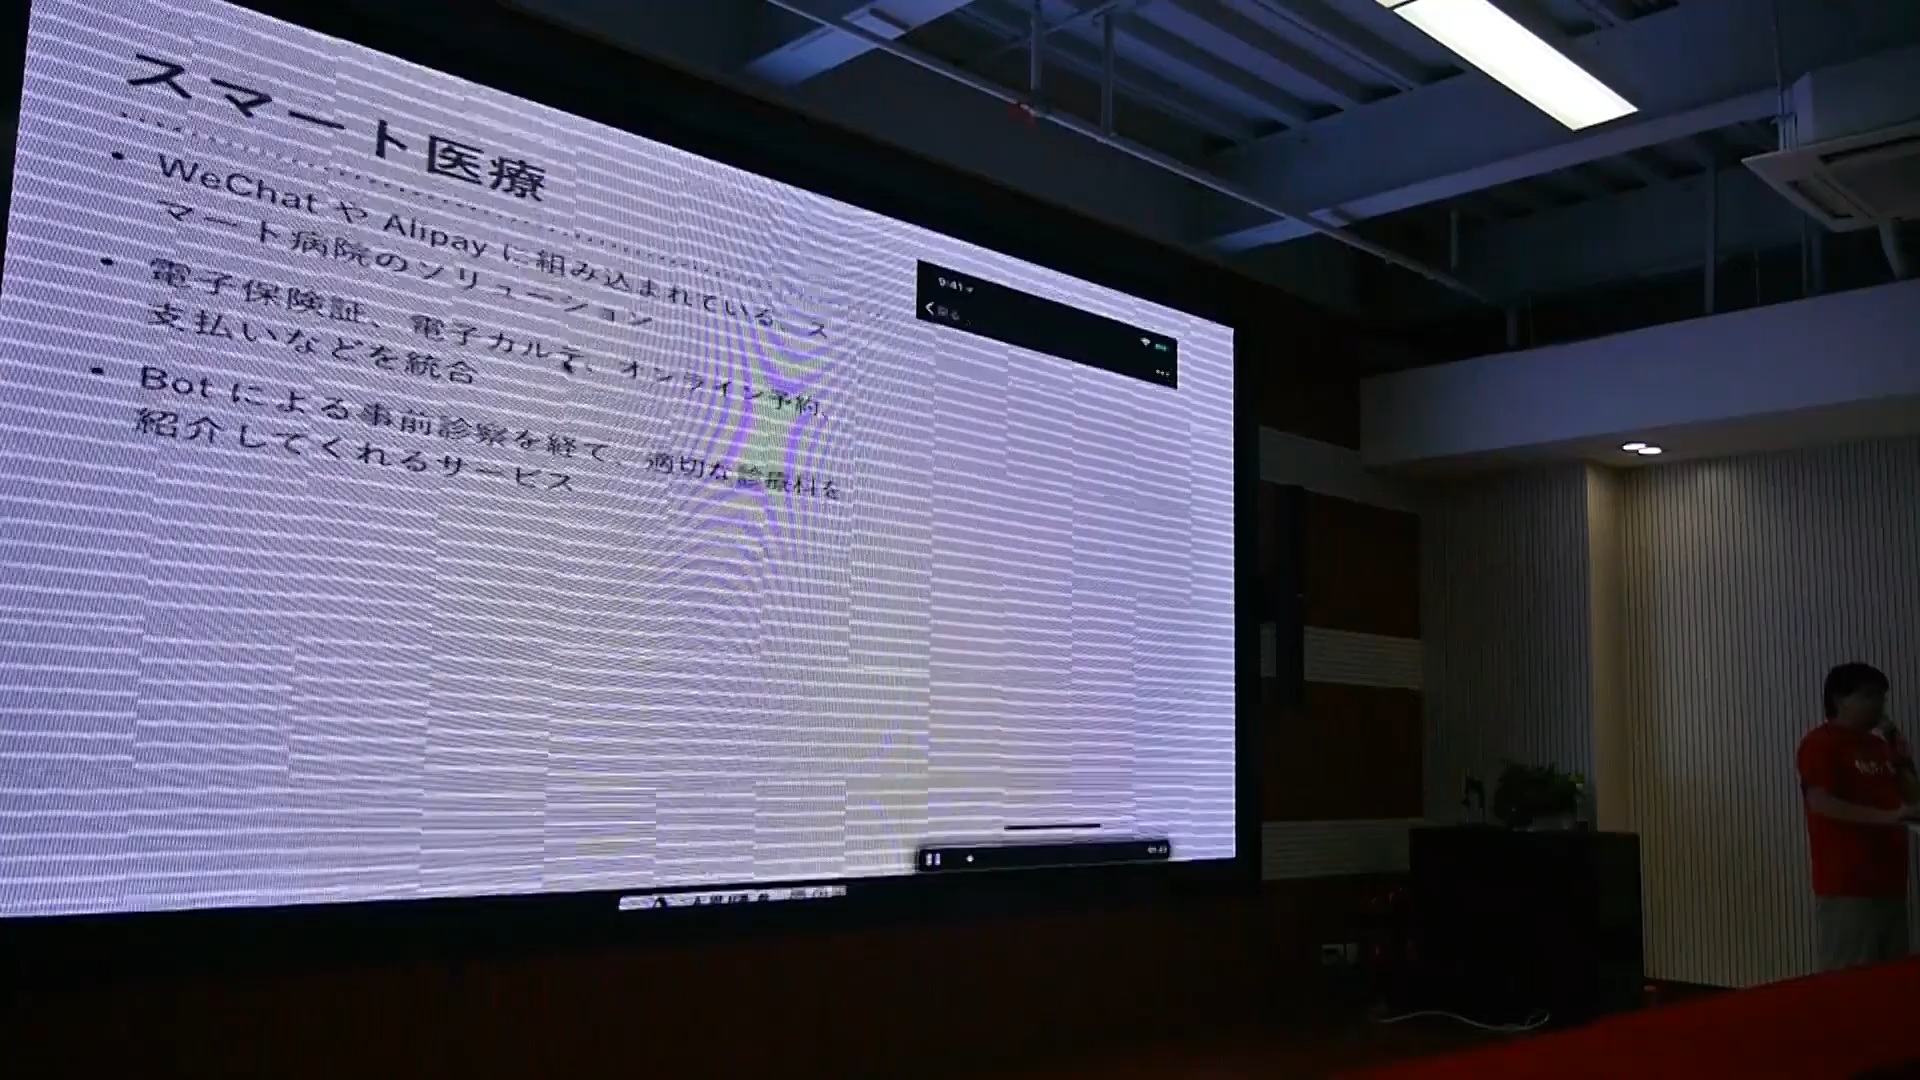 スマート医療
• WeChat や Alipay に組み込まれている、ス
マート病院のソリューション
• 電子保険証、電子カルテ、オンライン予約、
支払いなどを統合
• Bot による事前診察を経て、適切な診療科を
紹介してくれるサービス
9:41
戻る